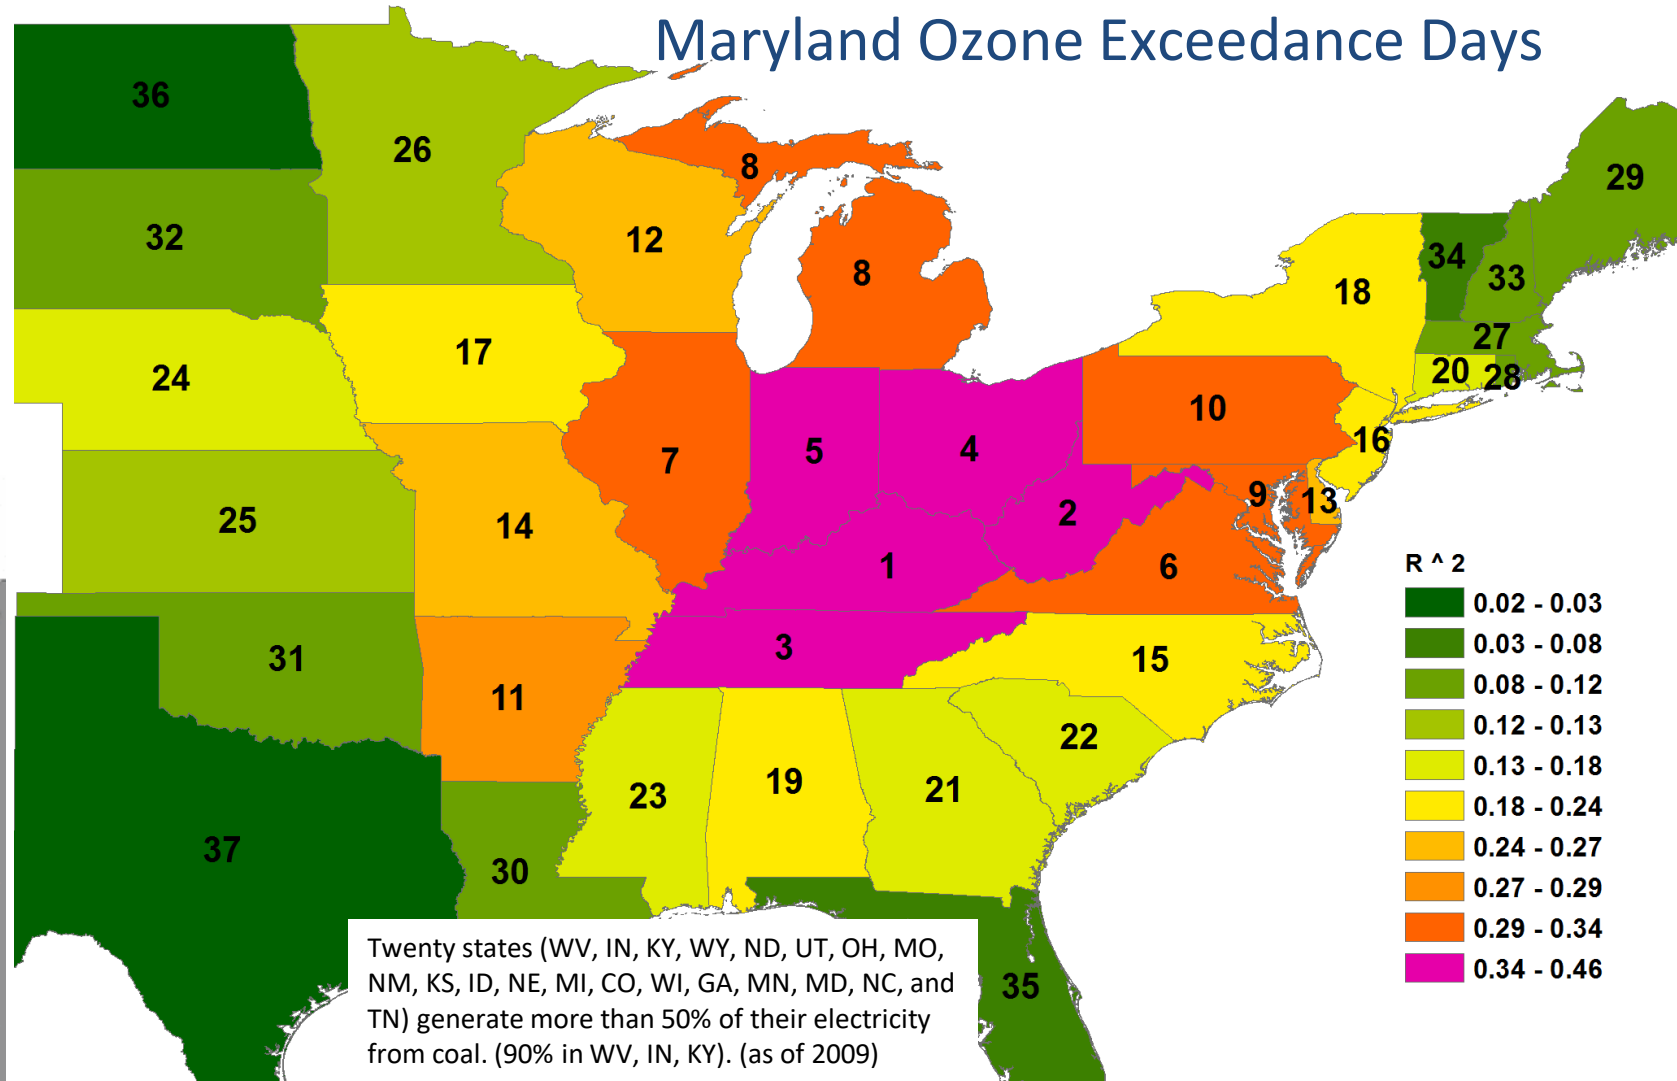 Maryland Ozone Exceedance Days
36
26
29
8
32
12
34
8
33
18
17
27
24
20
28
10
16
7
5
4
9
13
25
14
2
1
6
R ^ 2
0.02 - 0.03
0.03 - 0.08
0.08 - 0.12
0.12 - 0.13
0.13 - 0.18
0.18 - 0.24
0.24 - 0.27
0.27 - 0.29
0.29 - 0.34
0.34 - 0.46
31
3
15
11
22
23
19
21
37
30
35
Twenty states (WV, IN, KY, WY, ND, UT, OH, MO,
NM, KS, ID, NE, MI, CO, WI, GA, MN, MD, NC, and
TN) generate more than 50% of their electricity
from coal. (90% in WV, IN, KY). (as of 2009)